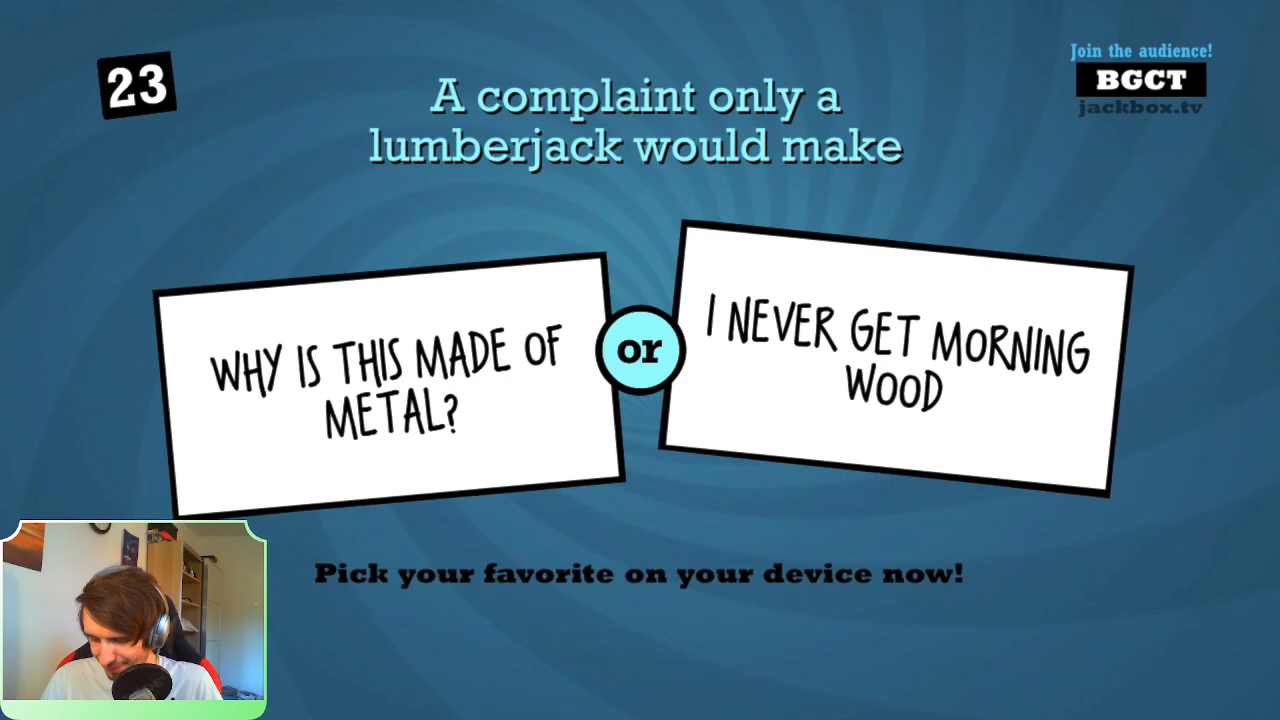 23
A complaint only a
lumberjack would make
Join the audience!
BGCT
jackbox.tv
WHY IS THIS MADE OF
METAL?
or
I NEVER GET MORNING
WOOD
Pick your favorite on your device now!